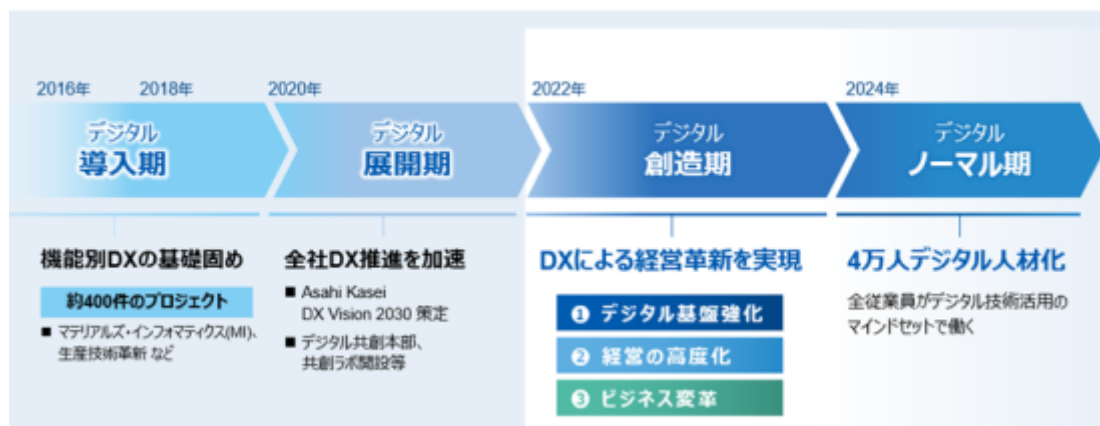 2016年
2018年
2020年
2022年
2024年
デジタル
導入期
デジタル
展開期
デジタル
創造期
デジタル
ノーマル期
機能別DXの基礎固め
約400件のプロジェクト
■ マテリアルズ・インフォマティクス(MI)、
生産技術革新 など
全社DX推進を加速
■ Asahi Kasei
DX Vision 2030 策定
■ デジタル共創本部、
共創ラボ開設等
DXによる経営革新を実現
❶ デジタル基盤強化
❷ 経営の高度化
❸ ビジネス変革
4万人デジタル人材化
全従業員がデジタル技術活用の
マインドセットで働く